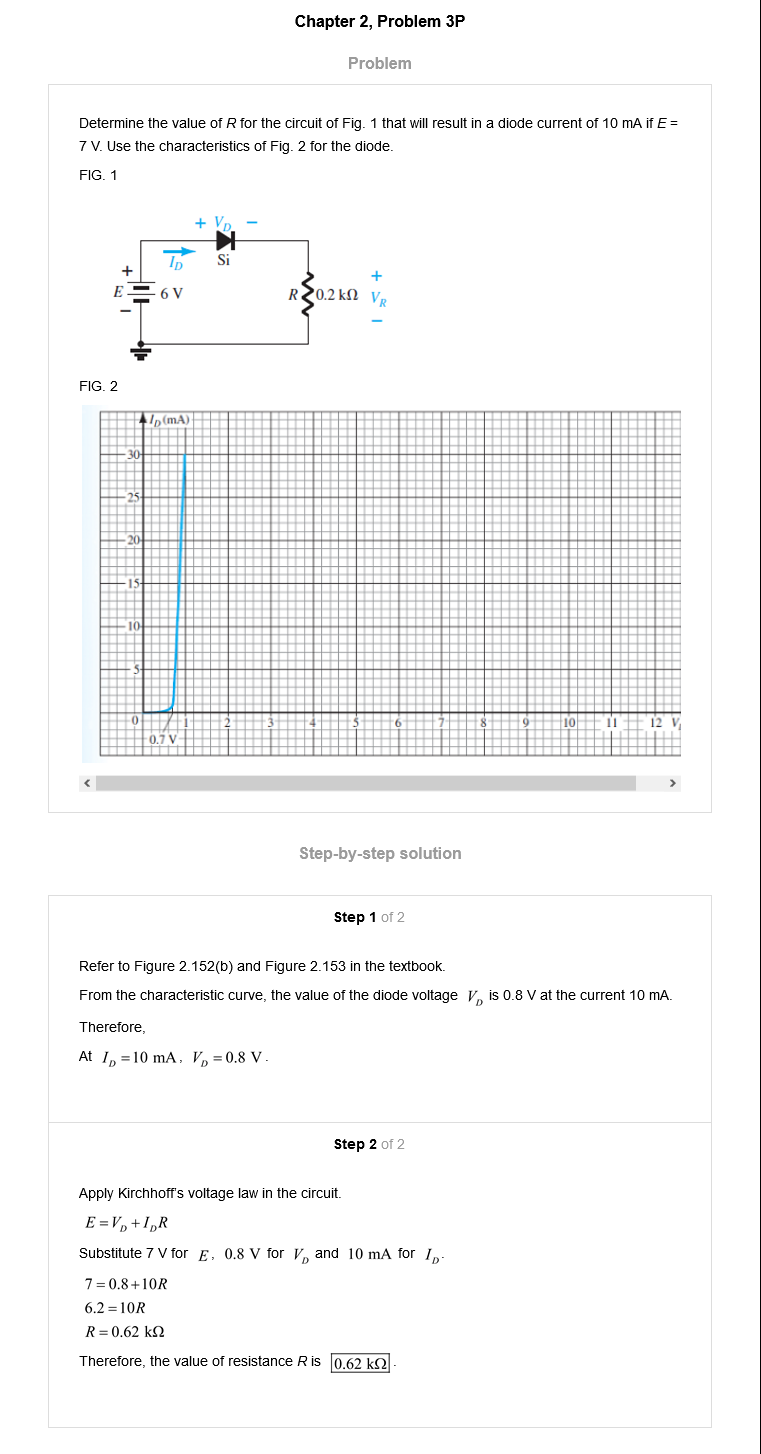 Chapter 2, Problem 3P
Problem
Determine the value of R for the circuit of Fig. 1 that will result in a diode current of 10 mA if E =
7 V. Use the characteristics of Fig. 2 for the diode.
FIG. 1
+ V_D −
I_D
Si
+
E
6 V
−
R
0.2 kΩ
+
V_R
−
FIG. 2
I_D (mA)
30
25
20
15
10
5
0 1 2 3 4 5 6 7 8 9 10 11 12 V
0.7 V
Step-by-step solution
Step 1 of 2
Refer to Figure 2.152(b) and Figure 2.153 in the textbook.
From the characteristic curve, the value of the diode voltage V_D is 0.8 V at the current 10 mA.
Therefore,
At I_D = 10 mA, V_D = 0.8 V.
Step 2 of 2
Apply Kirchhoff's voltage law in the circuit.
E = V_D + I_D R
Substitute 7 V for E, 0.8 V for V_D and 10 mA for I_D.
7 = 0.8 + 10R
6.2 = 10R
R = 0.62 kΩ
Therefore, the value of resistance R is 0.62 kΩ.